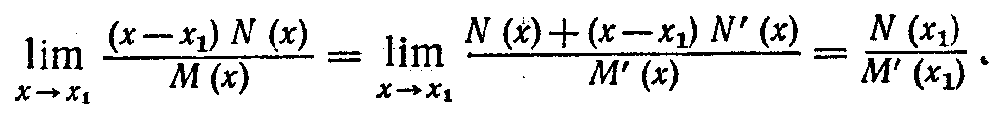 lim_{x→x₁} (x−x₁) N (x) / M (x) = lim_{x→x₁} (N (x)+(x−x₁) N′ (x)) / M′ (x) = N (x₁) / M′ (x₁) .